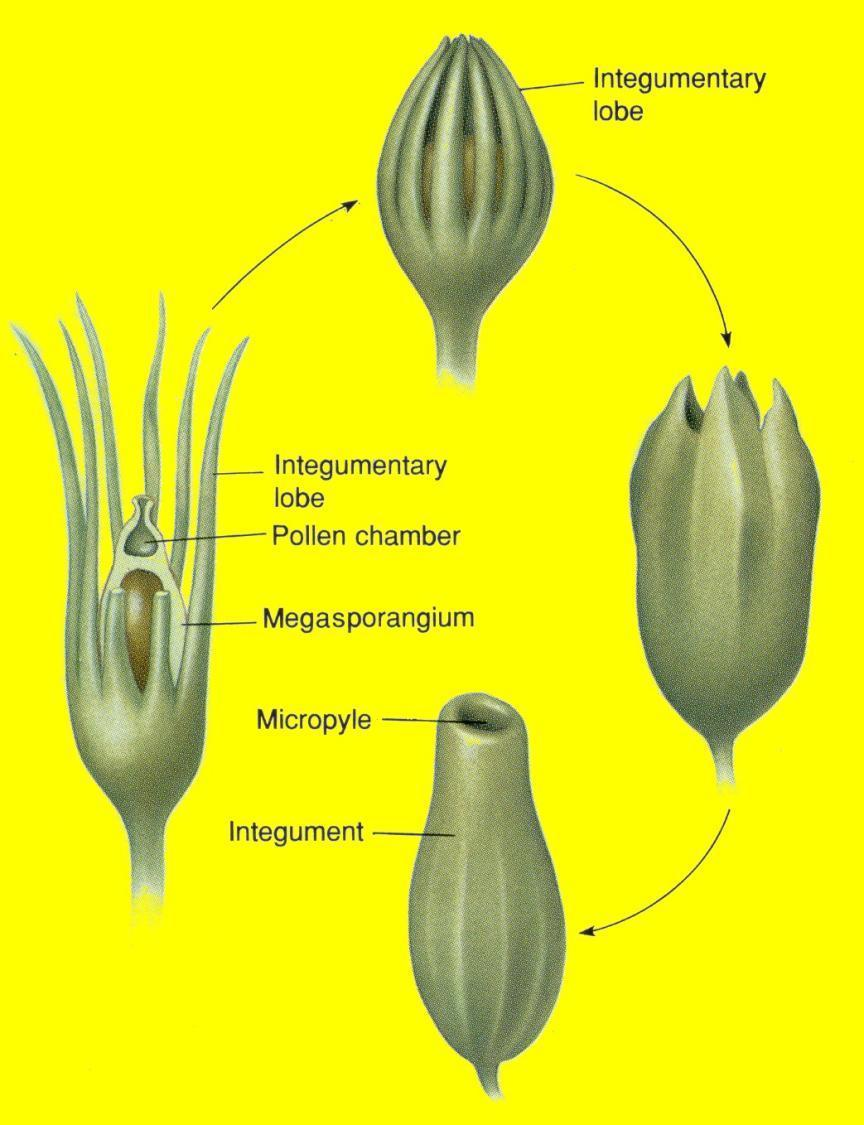 Integumentary
lobe
Integumentary
lobe
Pollen chamber
Megasporangium
Micropyle
Integument